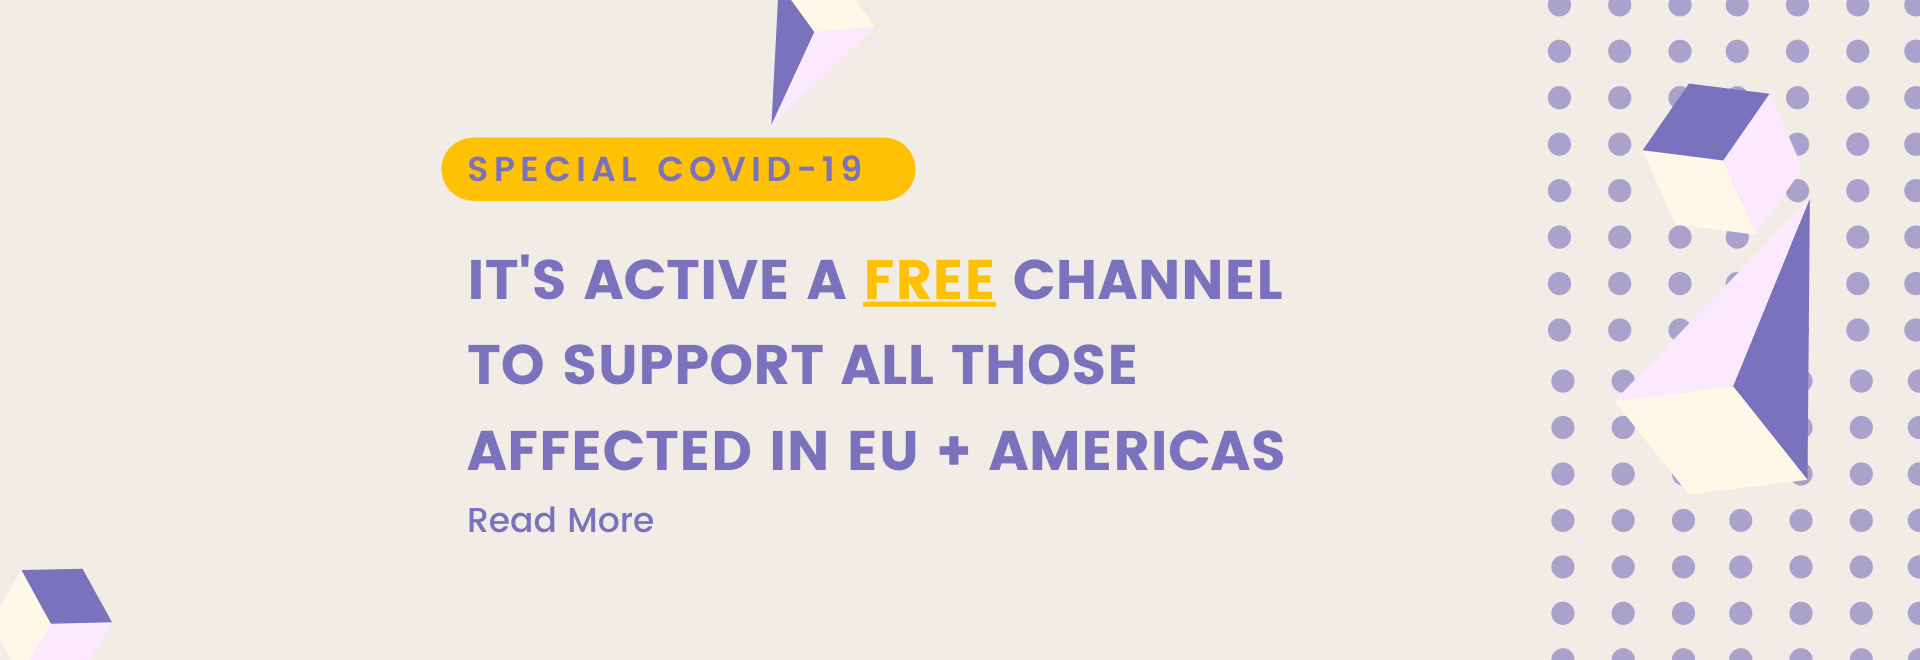 SPECIAL COVID-19
IT'S ACTIVE A FREE CHANNEL
TO SUPPORT ALL THOSE
AFFECTED IN EU + AMERICAS
Read More